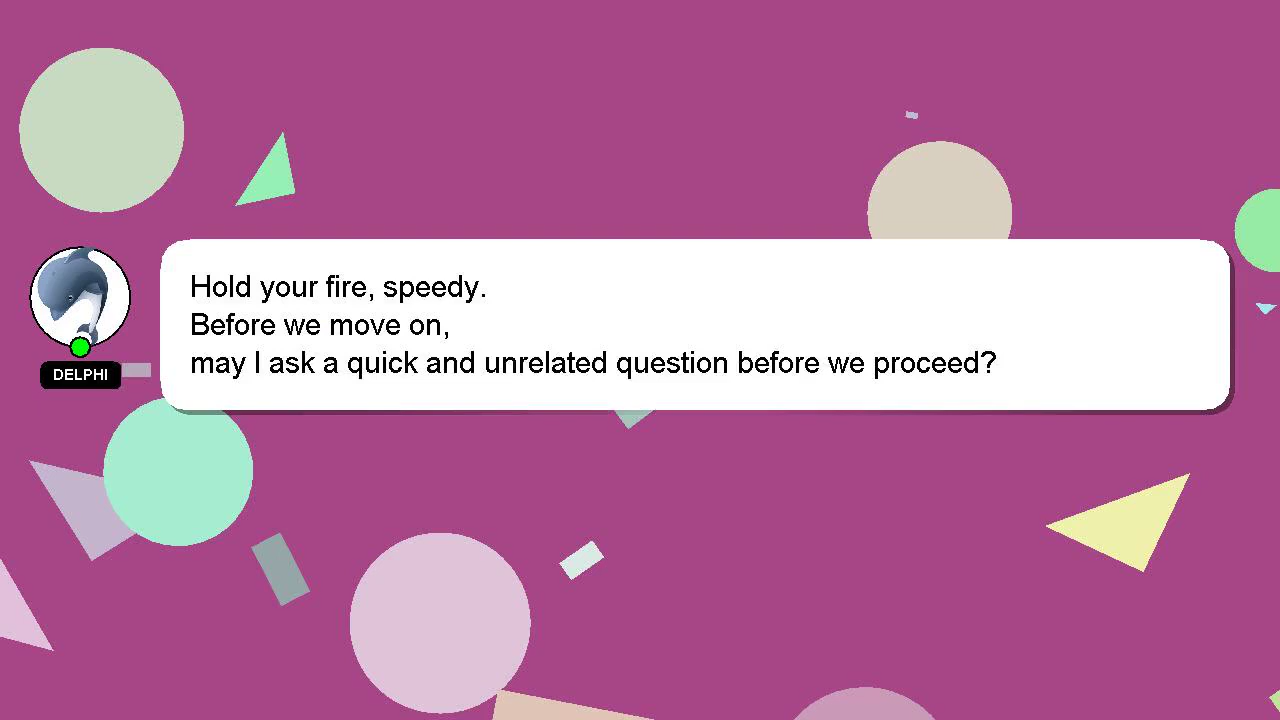 Hold your fire, speedy.
Before we move on,
may I ask a quick and unrelated question before we proceed?
DELPHI